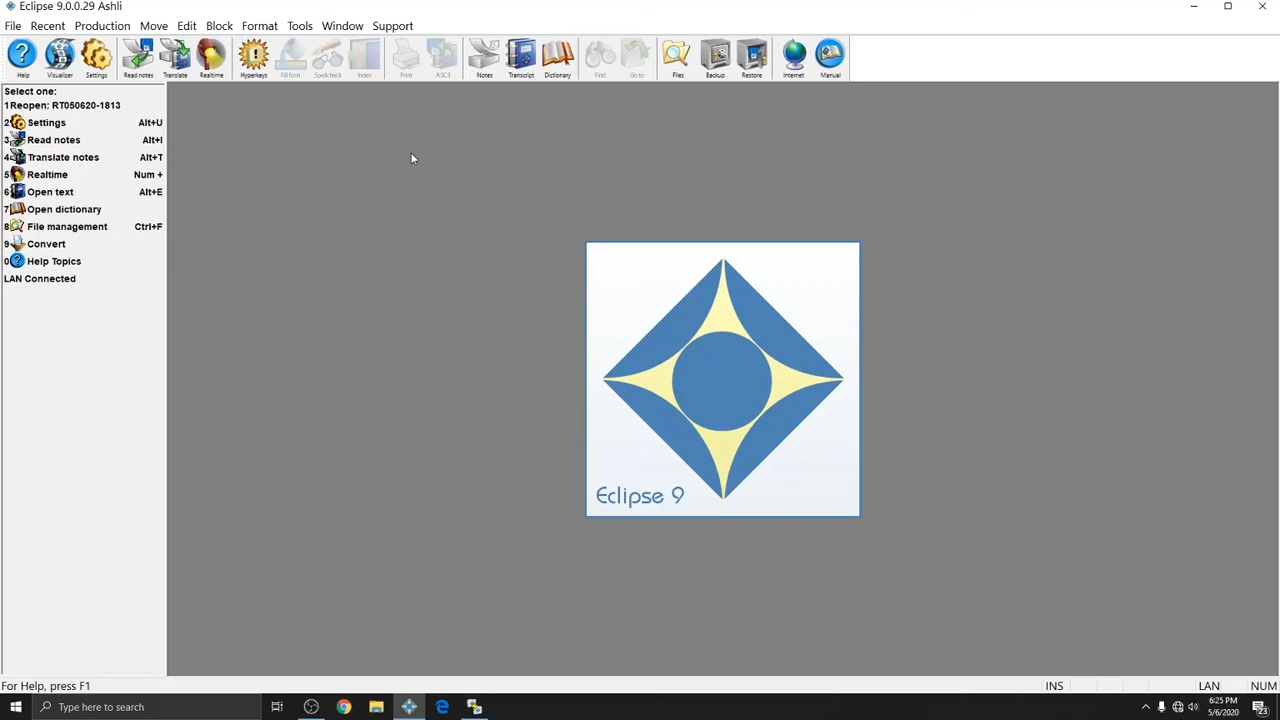 Eclipse 9.0.0.29 Ashli
File Recent Production Move Edit Block Format Tools Window Support
Help Visualizer Settings Read notes Translate Realtime Hyperkeys Fill form Spellcheck Index Print ASCII Notes Transcript Dictionary Find Go to Files Backup Restore Internet Manual
Select one:
1Reopen: RT050620-1813
2 Settings Alt+U
3 Read notes Alt+I
4 Translate notes Alt+T
5 Realtime Num +
6 Open text Alt+E
7 Open dictionary
8 File management Ctrl+F
9 Convert
0 Help Topics
LAN Connected
Eclipse 9
For Help, press F1 INS LAN NUM
Type here to search
6:25 PM
5/6/2020
23